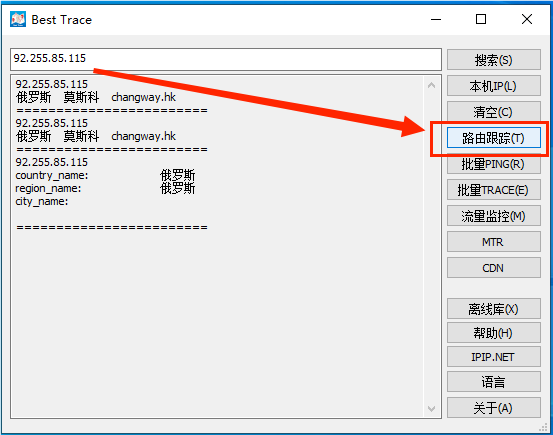 Best Trace
92.255.85.115
搜索(S)
92.255.85.115
俄罗斯 莫斯科 changway.hk
=========================
92.255.85.115
俄罗斯 莫斯科 changway.hk
=========================
92.255.85.115
country_name: 俄罗斯
region_name: 俄罗斯
city_name:
=========================
本机IP(L)
清空(C)
路由跟踪(T)
批量PING(R)
批量TRACE(E)
流量监控(M)
MTR
CDN
离线库(X)
帮助(H)
IPIP.NET
语言
关于(A)